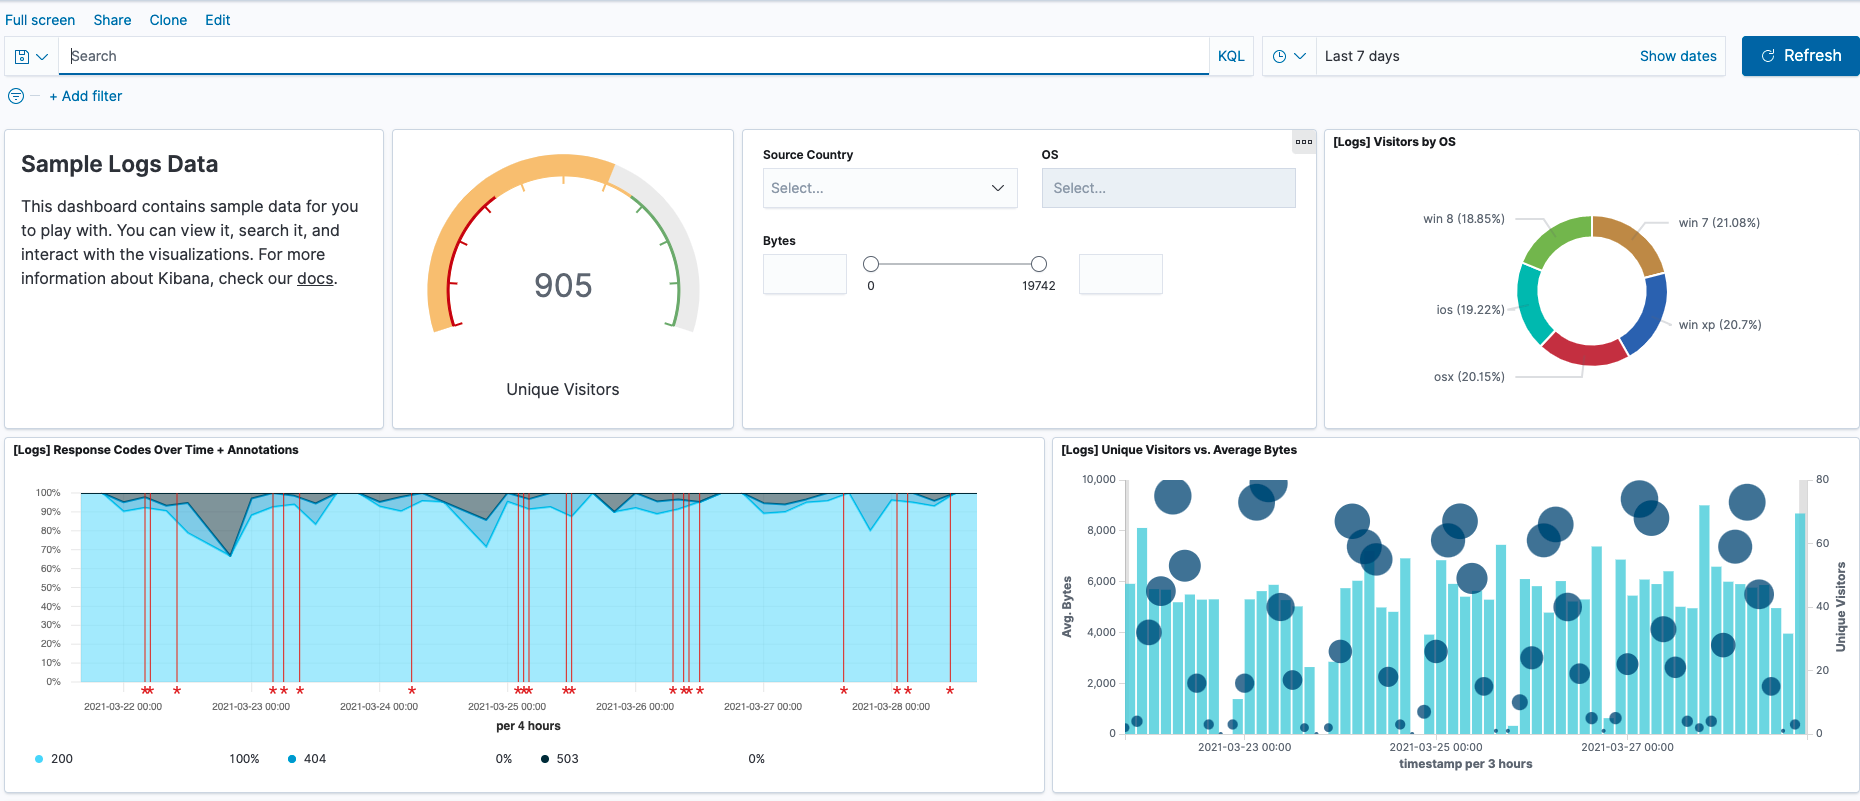 Full screen Share Clone Edit
Search KQL Last 7 days Show dates Refresh
+ Add filter
Sample Logs Data
This dashboard contains sample data for you
to play with. You can view it, search it, and
interact with the visualizations. For more
information about Kibana, check our docs.
905
Unique Visitors
Source Country
Select...
OS
Select...
Bytes
0 19742
[Logs] Visitors by OS
win 8 (18.85%)
win 7 (21.08%)
ios (19.22%)
win xp (20.7%)
osx (20.15%)
[Logs] Response Codes Over Time + Annotations
100%
90%
80%
70%
60%
50%
40%
30%
20%
10%
0%
2021-03-22 00:00 2021-03-23 00:00 2021-03-24 00:00 2021-03-25 00:00 2021-03-26 00:00 2021-03-27 00:00 2021-03-28 00:00
per 4 hours
200 100% 404 0% 503 0%
[Logs] Unique Visitors vs. Average Bytes
10,000
8,000
6,000
4,000
2,000
0
Avg. Bytes
80
60
40
20
0
Unique Visitors
2021-03-23 00:00 2021-03-25 00:00 2021-03-27 00:00
timestamp per 3 hours